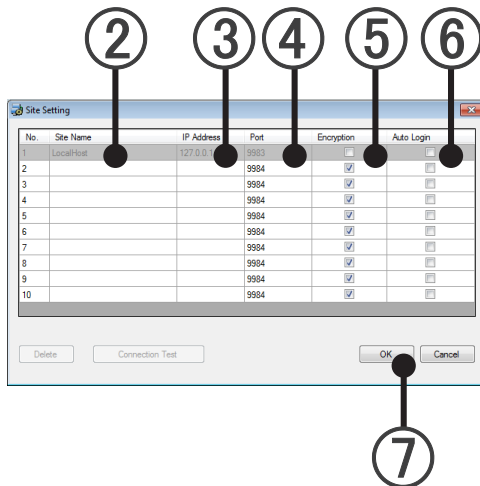 ② ③ ④ ⑤ ⑥
Site Setting
No. Site Name IP Address Port Encryption Auto Login
1 LocalHost 127.0.0.1 9983
2 9984
3 9984
4 9984
5 9984
6 9984
7 9984
8 9984
9 9984
10 9984
Delete Connection Test OK Cancel
⑦